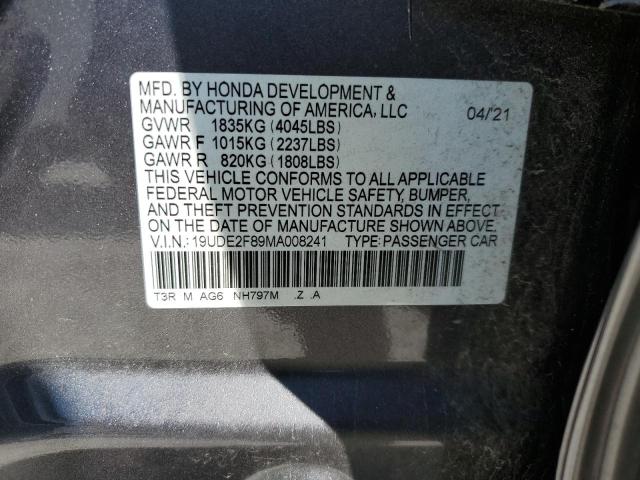 MFD. BY HONDA DEVELOPMENT &
MANUFACTURING OF AMERICA, LLC 04/'21
GVWR 1835KG (4045LBS)
GAWR F 1015KG (2237LBS)
GAWR R 820KG (1808LBS)
THIS VEHICLE CONFORMS TO ALL APPLICABLE
FEDERAL MOTOR VEHICLE SAFETY, BUMPER,
AND THEFT PREVENTION STANDARDS IN EFFECT
ON THE DATE OF MANUFACTURE SHOWN ABOVE.
V.I.N.: 19UDE2F89MA008241 TYPE: PASSENGER CAR
T3R M AG6 NH797M .Z .A